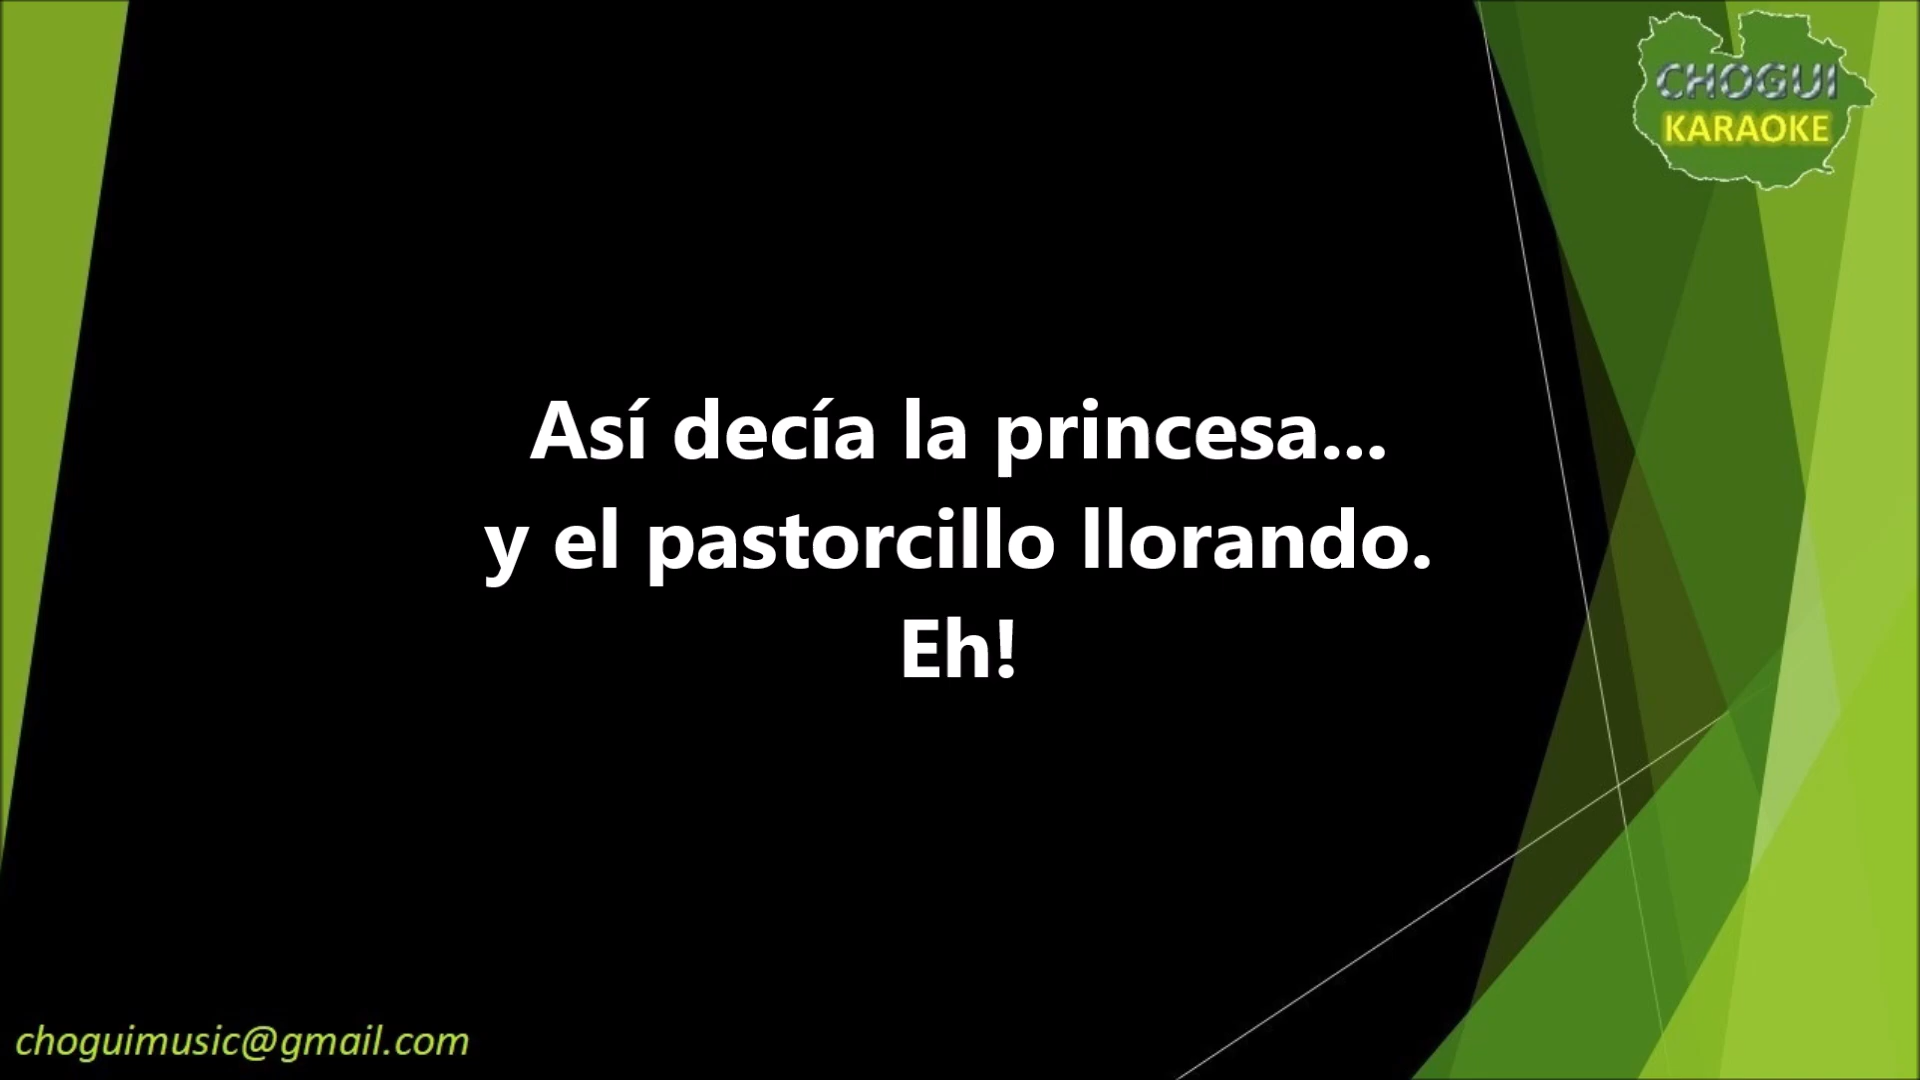 CHOGUI
KARAOKE
Así decía la princesa...
y el pastorcillo llorando.
Eh!
choguimusic@gmail.com